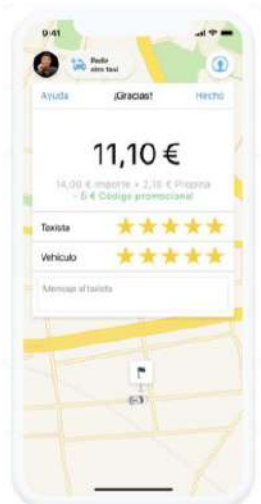 9:41
Pedir
otro taxi
Ayuda ¡Gracias! Hecho
11,10 €
14,00 € importe + 2,10 € Propina
- 5 € Código promocional
Taxista
Vehículo
Mensaje al taxista